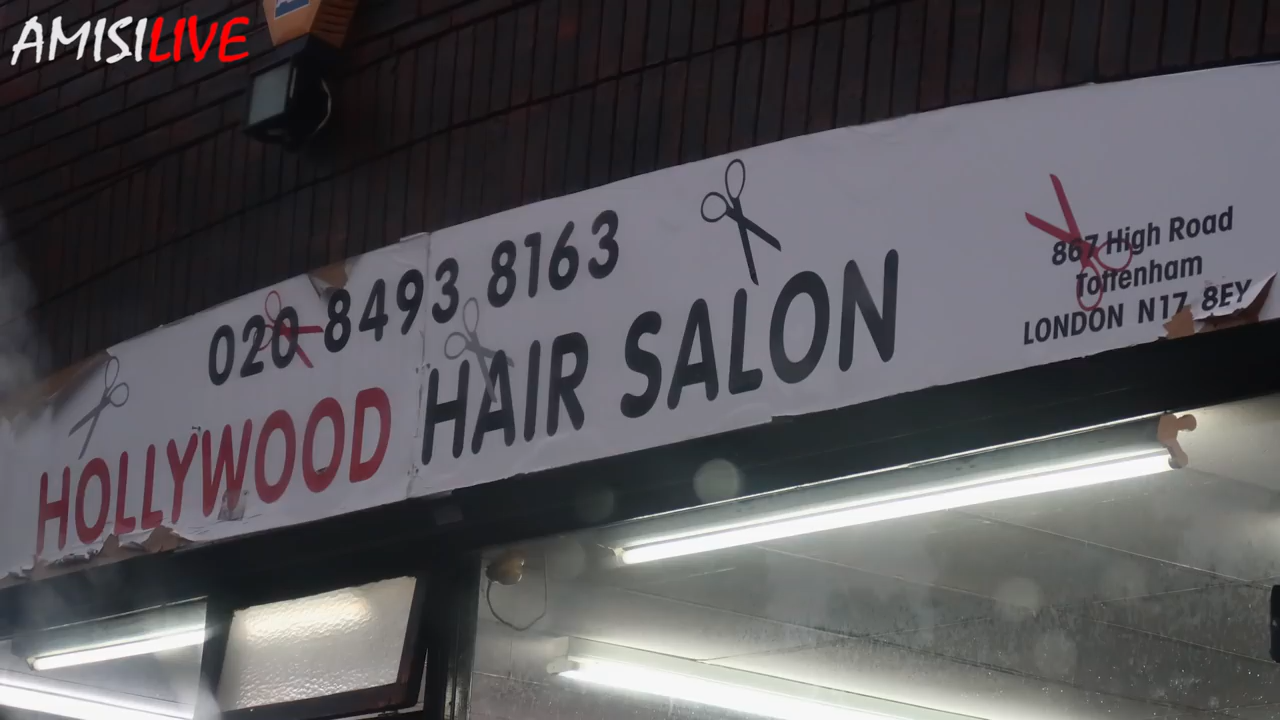 AMISILIVE
020 8493 8163
HOLLYWOOD HAIR SALON
867 High Road
Tottenham
LONDON N17 8EY